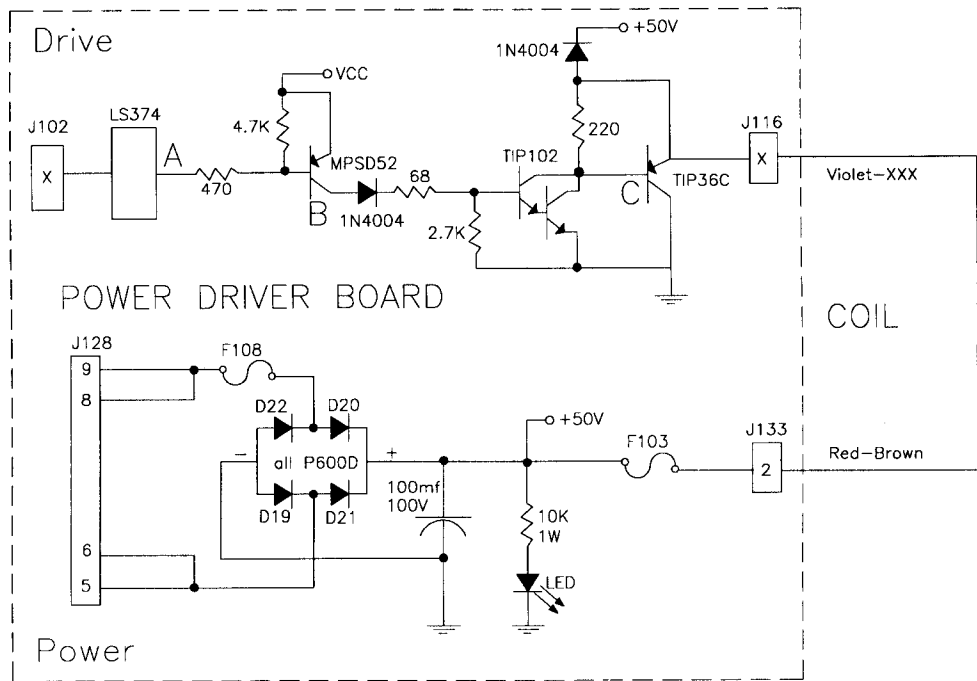 Drive
+50V
1N4004
VCC
J102
LS374
4.7K
220
J116
X
A
MPSD52
TIP102
X
470
68
C
TIP36C
Violet-XXX
B
1N4004
2.7K
POWER DRIVER BOARD
COIL
J128
F108
9
8
D22
D20
+50V
J133
F103
Red-Brown
-
all
P600D
+
2
100mf
100V
D19
D21
10K
1W
6
5
LED
Power